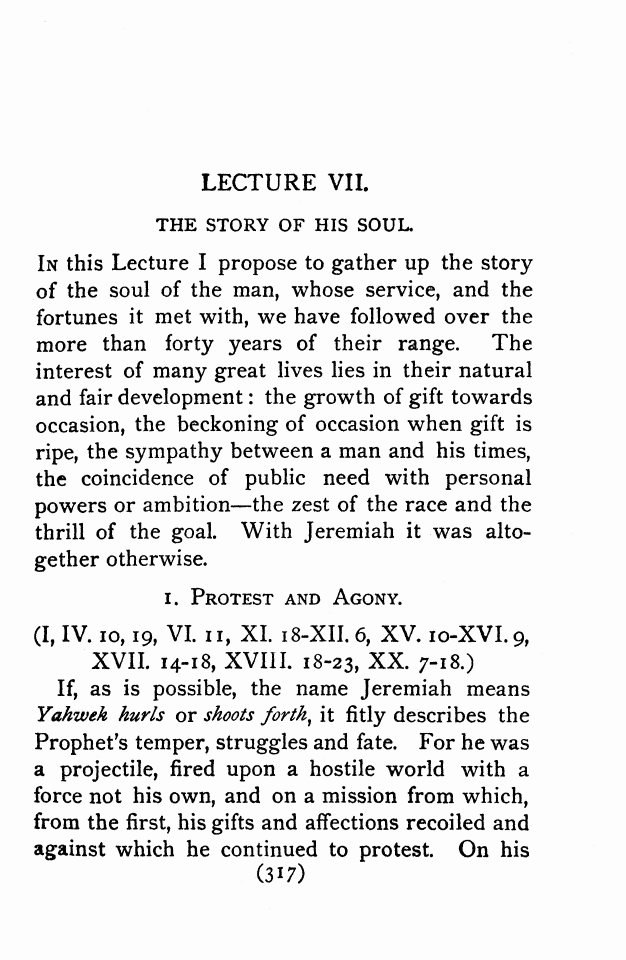 LECTURE VII.
THE STORY OF HIS SOUL.
IN this Lecture I propose to gather up the story
of the soul of the man, whose service, and the
fortunes it met with, we have followed over the
more than forty years of their range. The
interest of many great lives lies in their natural
and fair development : the growth of gift towards
occasion, the beckoning of occasion when gift is
ripe, the sympathy between a man and his times,
the coincidence of public need with personal
powers or ambition—the zest of the race and the
thrill of the goal. With Jeremiah it was alto-
gether otherwise.
1. PROTEST AND AGONY.
(I, IV. 10, 19, VI. 11, XI. 18-XII. 6, XV. 10-XVI. 9,
XVII. 14-18, XVIII. 18-23, XX. 7-18.)
If, as is possible, the name Jeremiah means
Yahweh hurls or shoots forth, it fitly describes the
Prophet's temper, struggles and fate. For he was
a projectile, fired upon a hostile world with a
force not his own, and on a mission from which,
from the first, his gifts and affections recoiled and
against which he continued to protest. On his
(317)